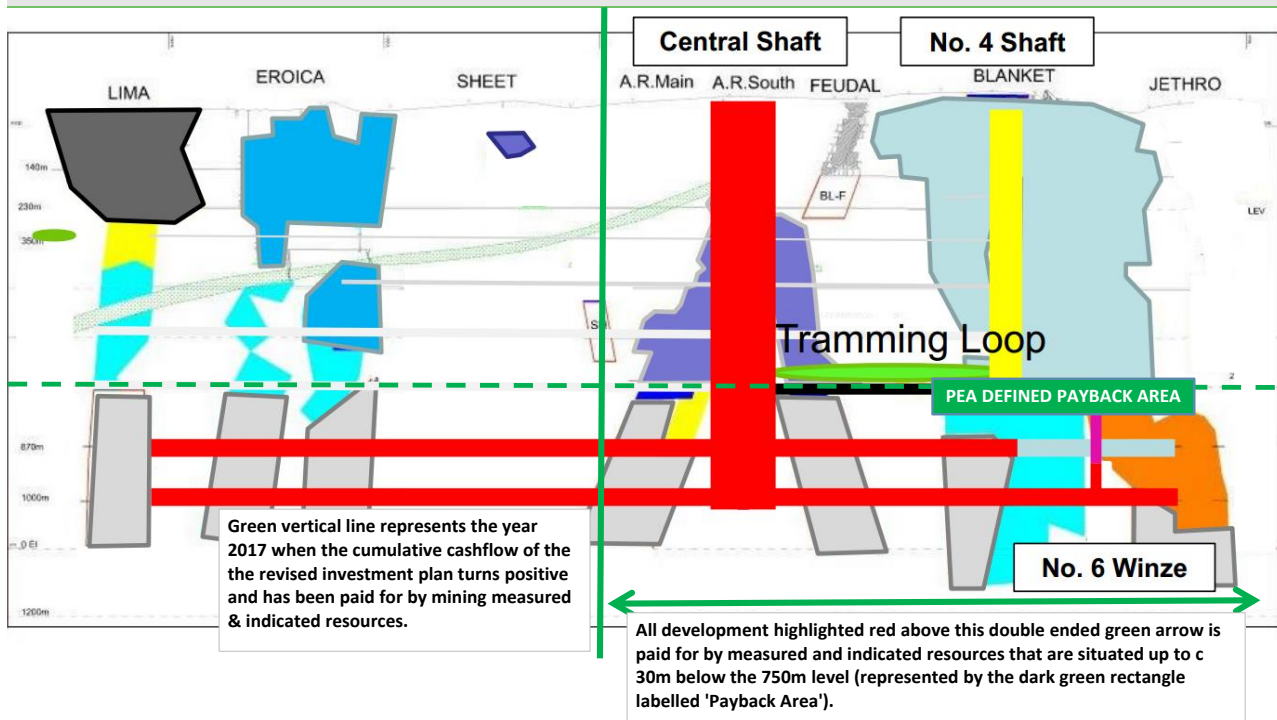 Central Shaft
No. 4 Shaft
LIMA
EROICA
SHEET
A.R.Main
A.R.South
FEUDAL
BLANKET
JETHRO
140m
BL-F
230m
LEV
Tramming Loop
PEA DEFINED PAYBACK AREA
2
870m
1000m
0 El
1200m
Green vertical line represents the year
2017 when the cumulative cashflow of the
the revised investment plan turns positive
and has been paid for by mining measured
& indicated resources.
No. 6 Winze
All development highlighted red above this double ended green arrow is
paid for by measured and indicated resources that are situated up to c
30m below the 750m level (represented by the dark green rectangle
labelled 'Payback Area').